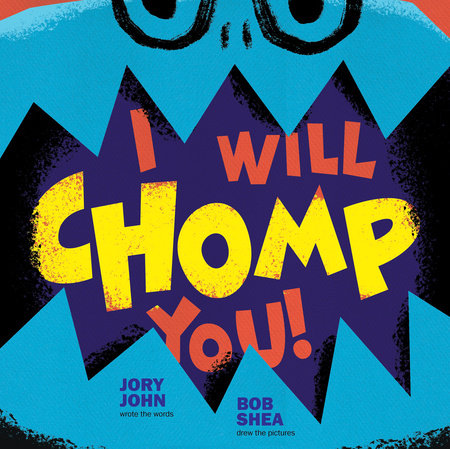 I WILL
CHOMP
YOU!
JORY
JOHN
wrote the words
BOB
SHEA
drew the pictures